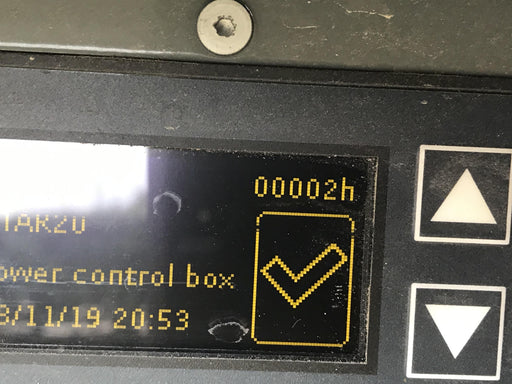 00002h
TAR20
ower control box
8/11/19 20:53